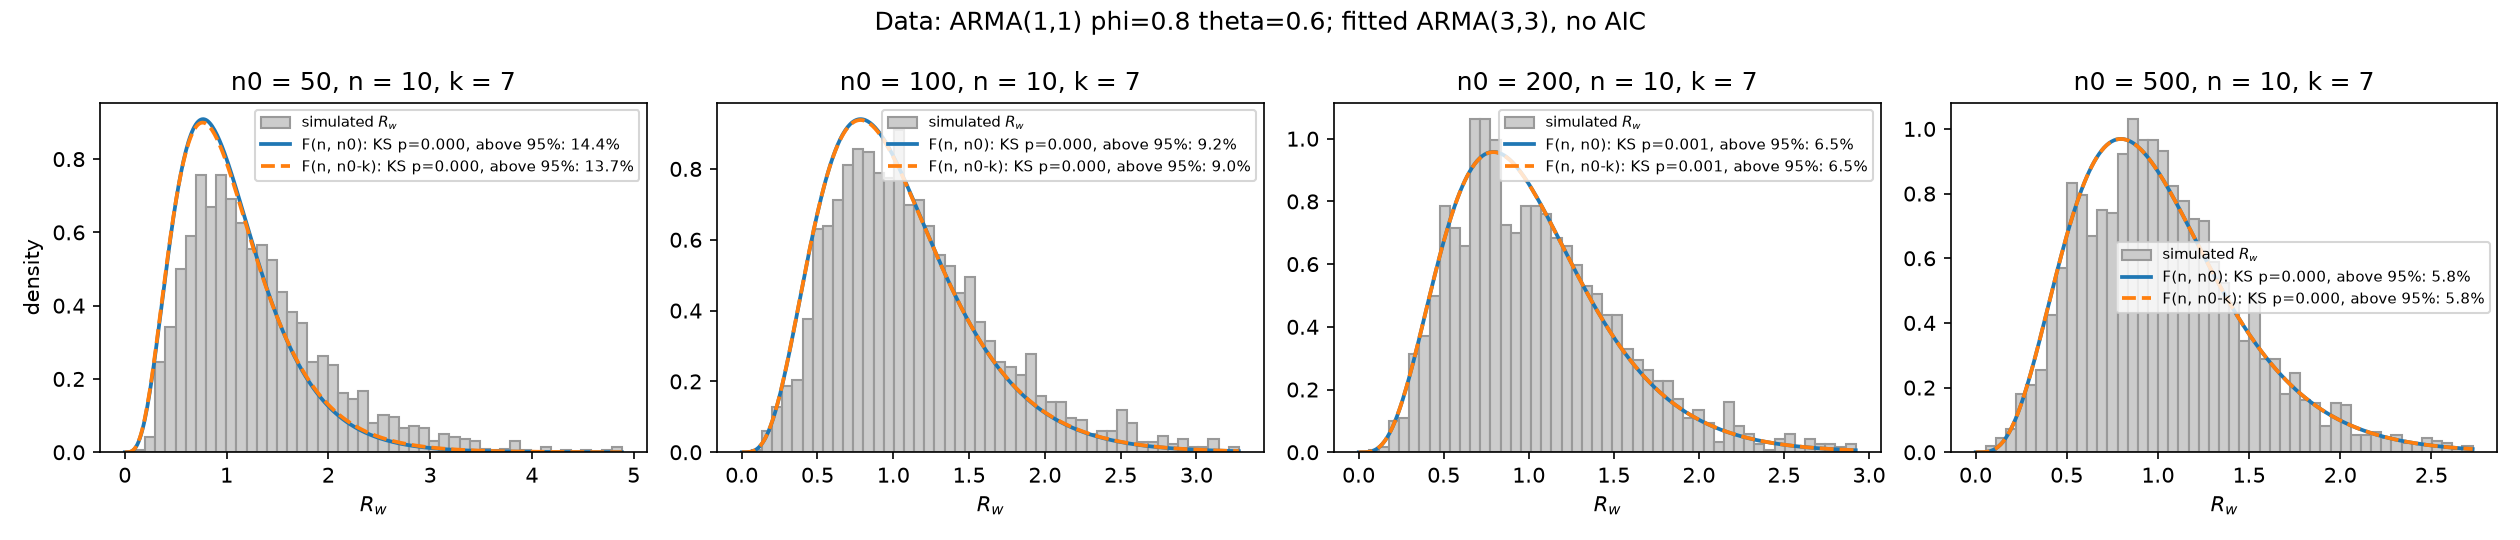 Data: ARMA(1,1) phi=0.8 theta=0.6; fitted ARMA(3,3), no AIC
n0 = 50, n = 10, k = 7
simulated R_w
F(n, n0): KS p=0.000, above 95%: 14.4%
F(n, n0-k): KS p=0.000, above 95%: 13.7%
density
0.8
0.6
0.4
0.2
0.0
0 1 2 3 4 5
R_w
n0 = 100, n = 10, k = 7
simulated R_w
F(n, n0): KS p=0.000, above 95%: 9.2%
F(n, n0-k): KS p=0.000, above 95%: 9.0%
0.8
0.6
0.4
0.2
0.0
0.0 0.5 1.0 1.5 2.0 2.5 3.0
R_w
n0 = 200, n = 10, k = 7
simulated R_w
F(n, n0): KS p=0.001, above 95%: 6.5%
F(n, n0-k): KS p=0.001, above 95%: 6.5%
1.0
0.8
0.6
0.4
0.2
0.0
0.0 0.5 1.0 1.5 2.0 2.5 3.0
R_w
n0 = 500, n = 10, k = 7
simulated R_w
F(n, n0): KS p=0.000, above 95%: 5.8%
F(n, n0-k): KS p=0.000, above 95%: 5.8%
1.0
0.8
0.6
0.4
0.2
0.0
0.0 0.5 1.0 1.5 2.0 2.5
R_w